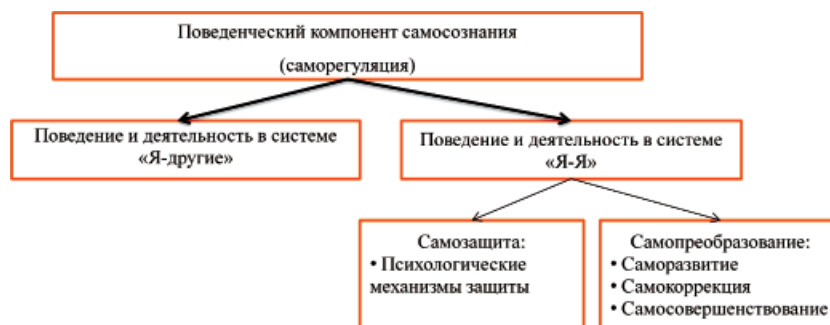 Поведенческий компонент самосознания
(саморегуляция)
Поведение и деятельность в системе
«Я-другие»
Поведение и деятельность в системе
«Я-Я»
Самозащита:
• Психологические
механизмы защиты
Самопреобразование:
• Саморазвитие
• Самокоррекция
• Самосовершенствование